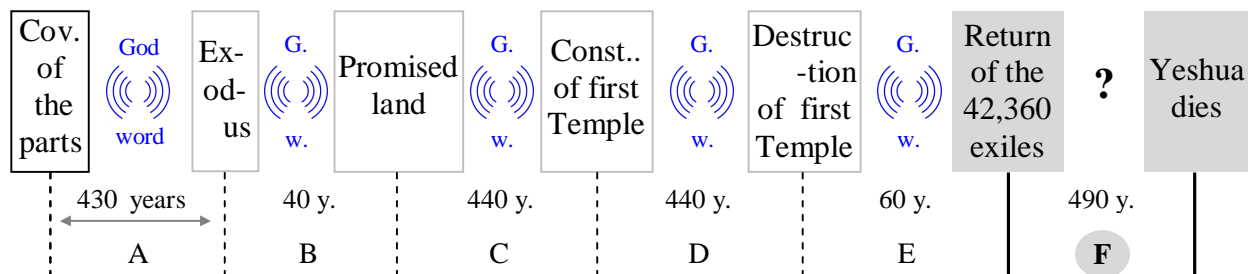 Cov.
of
the
parts
God
word
Ex-
od-
us
G.
w.
Promised
land
G.
w.
Const..
of first
Temple
G.
w.
Destruc
-tion
of first
Temple
G.
w.
Return
of the
42,360
exiles
?
Yeshua
dies
430 years
40 y.
440 y.
440 y.
60 y.
490 y.
A
B
C
D
E
F